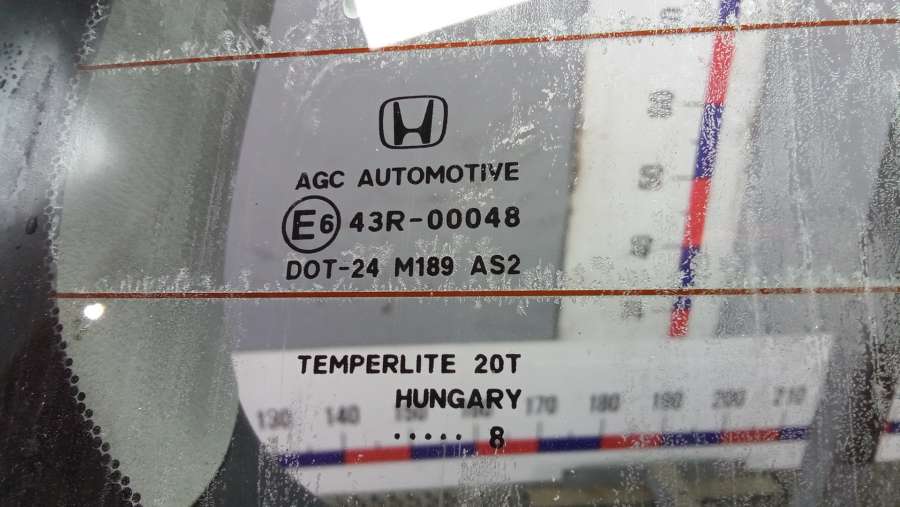 AGC AUTOMOTIVE
E6 43R-00048
DOT-24 M189 AS2
TEMPERLITE 20T
HUNGARY
130 140 150 160 170 180 190 200 210
..... 8